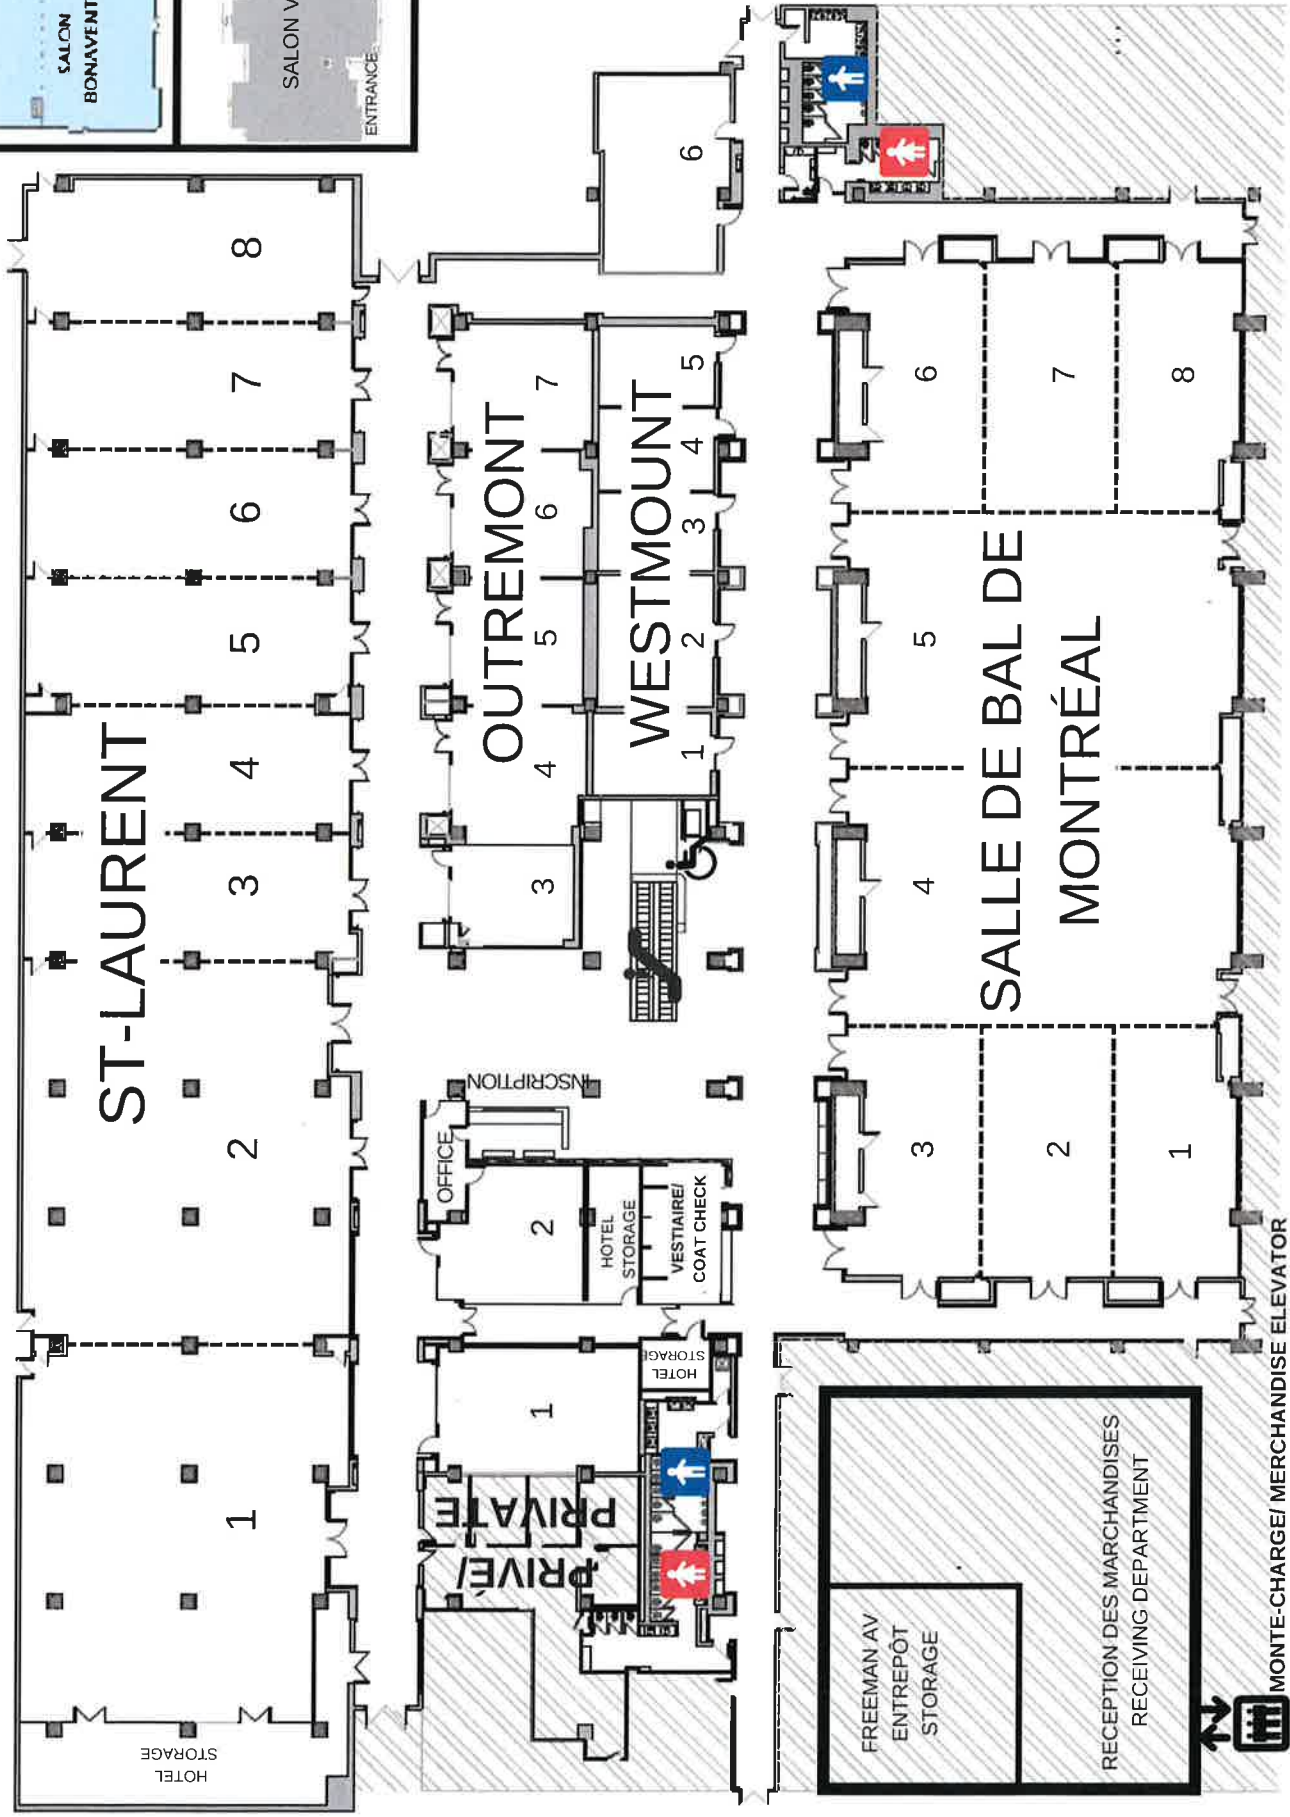 SALON
BONAVENT
SALON V
ENTRANCE
ST-LAURENT
1
2
3
4
5
6
7
8
HOTEL
STORAGE
OUTREMONT
1
2
3
4
5
6
7
WESTMOUNT
1
2
3
4
5
6
OFFICE
INSCRIPTION
HOTEL
STORAGE
VESTIAIRE/
COAT CHECK
HOTEL
STORAGE
PRIVÉ/
PRIVATE
SALLE DE BAL DE
MONTRÉAL
1
2
3
4
5
6
7
8
FREEMAN AV
ENTREPÔT
STORAGE
RECEPTION DES MARCHANDISES
RECEIVING DEPARTMENT
MONTE-CHARGE/ MERCHANDISE ELEVATOR